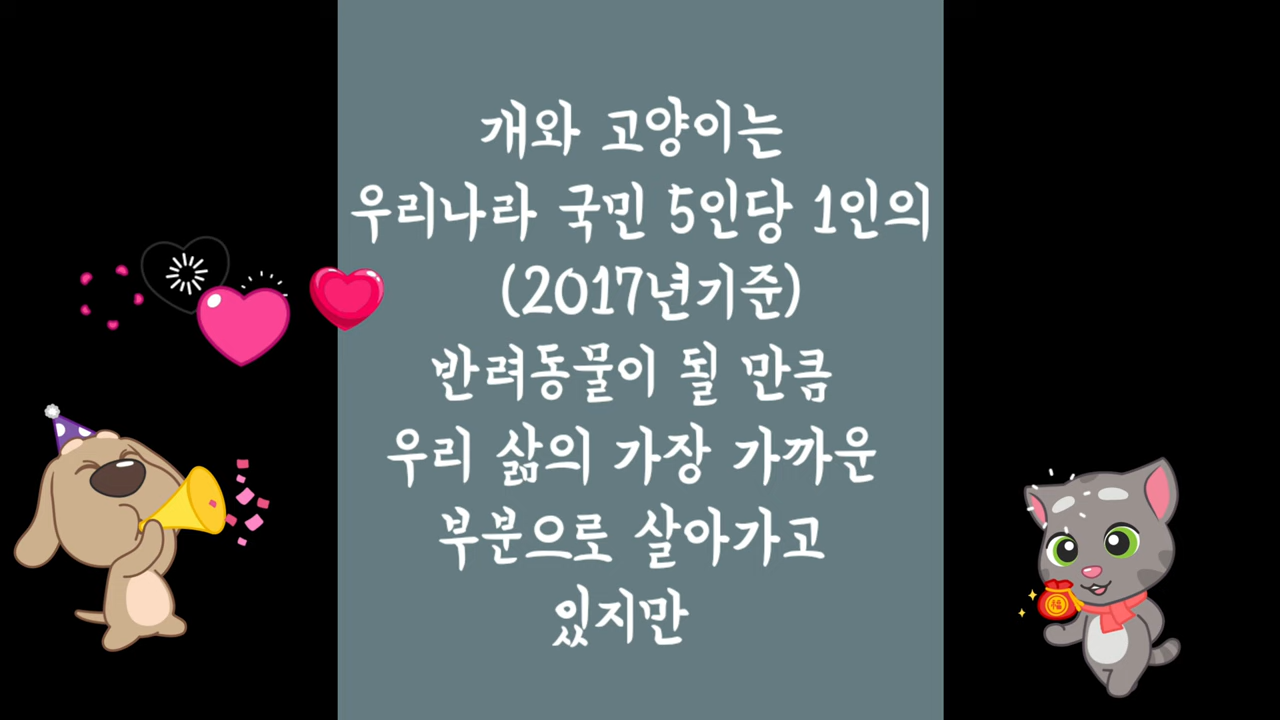 개와 고양이는
우리나라 국민 5인당 1인의
(2017년기준)
반려동물이 될 만큼
우리 삶의 가장 가까운
부분으로 살아가고
있지만
福